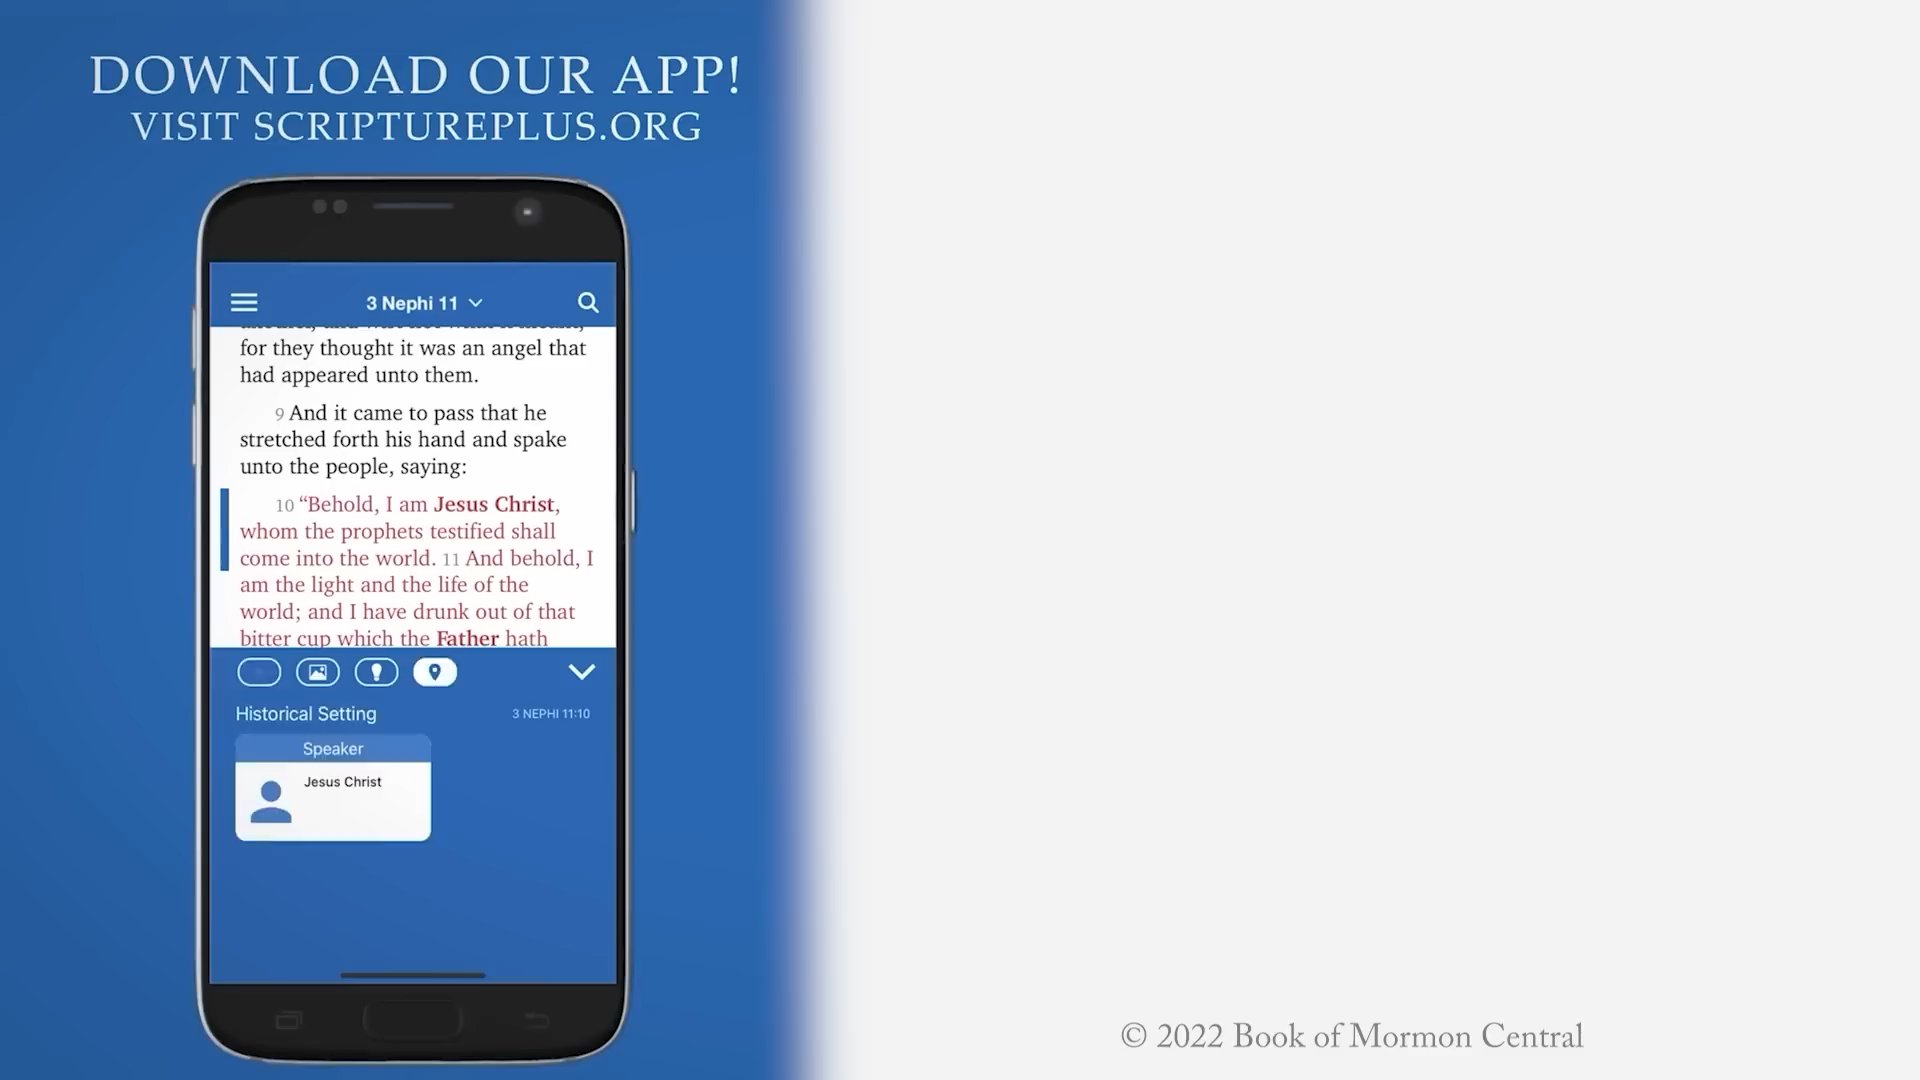 DOWNLOAD OUR APP!
VISIT SCRIPTUREPLUS.ORG
3 Nephi 11
for they thought it was an angel that
had appeared unto them.
9 And it came to pass that he
stretched forth his hand and spake
unto the people, saying:
10 “Behold, I am Jesus Christ,
whom the prophets testified shall
come into the world. 11 And behold, I
am the light and the life of the
world; and I have drunk out of that
bitter cup which the Father hath
Historical Setting
3 NEPHI 11:10
Speaker
Jesus Christ
© 2022 Book of Mormon Central